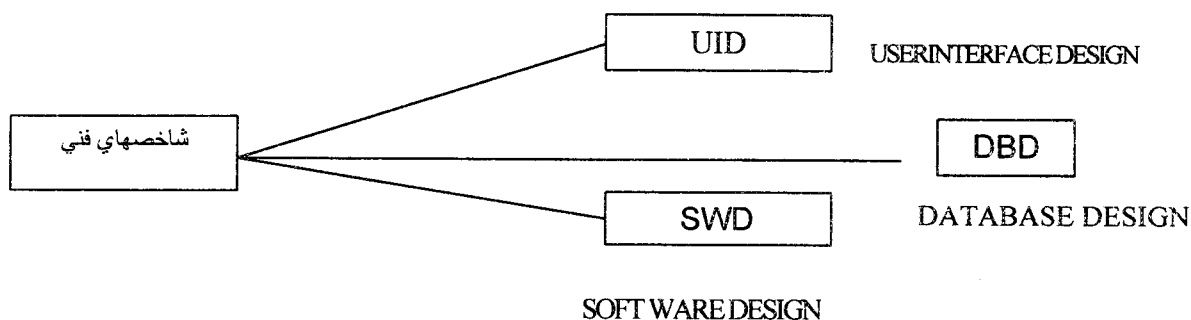 UID
USERINTERFACE DESIGN
شاخصهاي فني
DBD
SWD
DATABASE DESIGN
SOFT WARE DESIGN